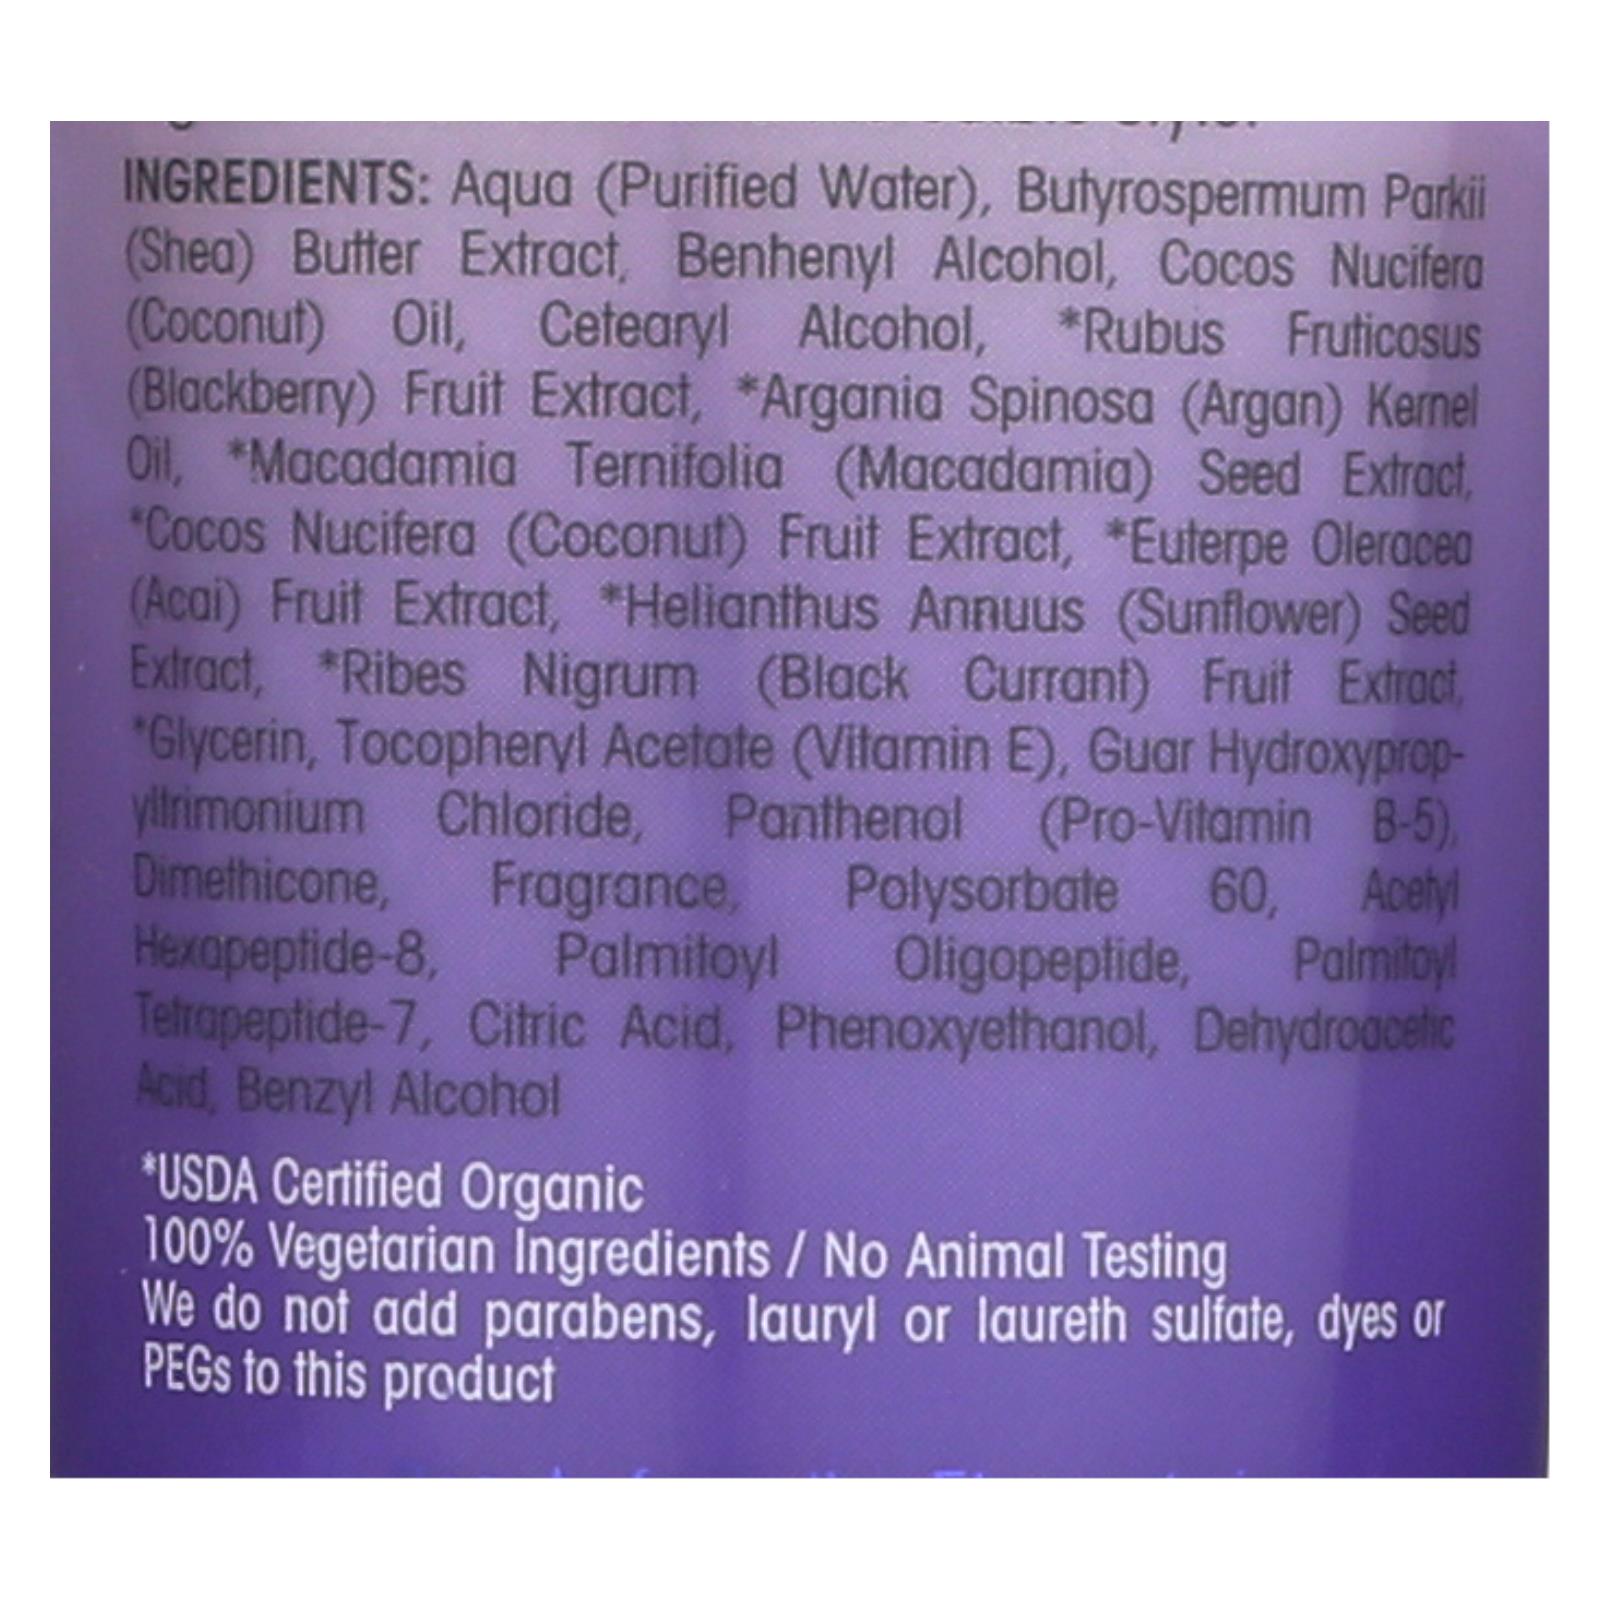 INGREDIENTS: Aqua (Purified Water), Butyrospermum Parkii
(Shea) Butter Extract, Benhenyl Alcohol, Cocos Nucifera
(Coconut) Oil, Cetearyl Alcohol, *Rubus Fruticosus
(Blackberry) Fruit Extract, *Argania Spinosa (Argan) Kernel
Oil, *Macadamia Ternifolia (Macadamia) Seed Extract,
*Cocos Nucifera (Coconut) Fruit Extract, *Euterpe Oleracea
(Acai) Fruit Extract, *Helianthus Annuus (Sunflower) Seed
Extract, *Ribes Nigrum (Black Currant) Fruit Extract,
*Glycerin, Tocopheryl Acetate (Vitamin E), Guar Hydroxyprop-
yltrimonium Chloride, Panthenol (Pro-Vitamin B-5),
Dimethicone, Fragrance, Polysorbate 60, Acetyl
Hexapeptide-8, Palmitoyl Oligopeptide, Palmitoyl
Tetrapeptide-7, Citric Acid, Phenoxyethanol, Dehydroacetic
Acid, Benzyl Alcohol
*USDA Certified Organic
100% Vegetarian Ingredients / No Animal Testing
We do not add parabens, lauryl or laureth sulfate, dyes or
PEGs to this product